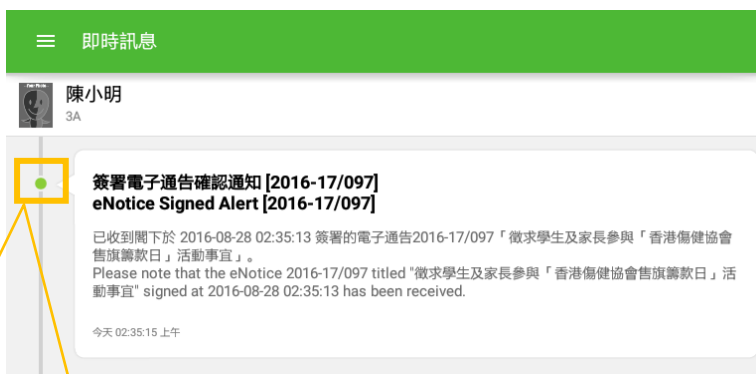 即時訊息
陳小明
3A
簽署電子通告確認通知 [2016-17/097]
eNotice Signed Alert [2016-17/097]
已收到閣下於 2016-08-28 02:35:13 簽署的電子通告2016-17/097「徵求學生及家長參與「香港傷健協會
售旗籌款日」活動事宜」。
Please note that the eNotice 2016-17/097 titled "徵求學生及家長參與「香港傷健協會售旗籌款日」活
動事宜" signed at 2016-08-28 02:35:13 has been received.
今天 02:35:15 上午